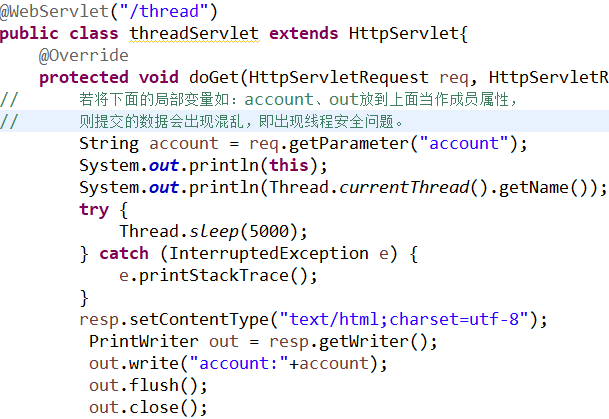 @WebServlet("/thread")
public class threadServlet extends HttpServlet{
@Override
protected void doGet(HttpServletRequest req, HttpServletR
// 若将下面的局部变量如：account、out放到上面当作成员属性，
// 则提交的数据会出现混乱，即出现线程安全问题。
String account = req.getParameter("account");
System.out.println(this);
System.out.println(Thread.currentThread().getName());
try {
Thread.sleep(5000);
} catch (InterruptedException e) {
e.printStackTrace();
}
resp.setContentType("text/html;charset=utf-8");
PrintWriter out = resp.getWriter();
out.write("account:"+account);
out.flush();
out.close();